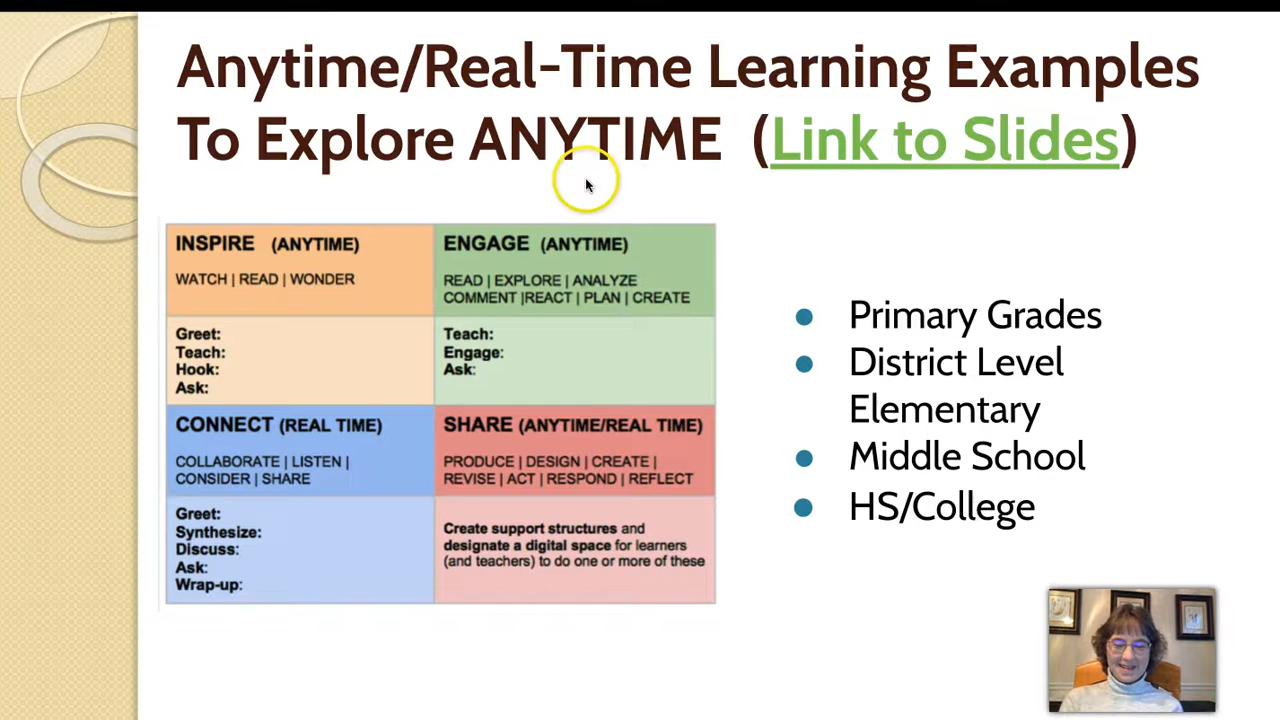 Anytime/Real-Time Learning Examples
To Explore ANYTIME (Link to Slides)
INSPIRE (ANYTIME)
WATCH | READ | WONDER
Greet:
Teach:
Hook:
Ask:
ENGAGE (ANYTIME)
READ | EXPLORE | ANALYZE
COMMENT |REACT | PLAN | CREATE
Teach:
Engage:
Ask:
CONNECT (REAL TIME)
COLLABORATE | LISTEN |
CONSIDER | SHARE
Greet:
Synthesize:
Discuss:
Ask:
Wrap-up:
SHARE (ANYTIME/REAL TIME)
PRODUCE | DESIGN | CREATE |
REVISE | ACT | RESPOND | REFLECT
Create support structures and
designate a digital space for learners
(and teachers) to do one or more of these
● Primary Grades
● District Level
Elementary
● Middle School
● HS/College